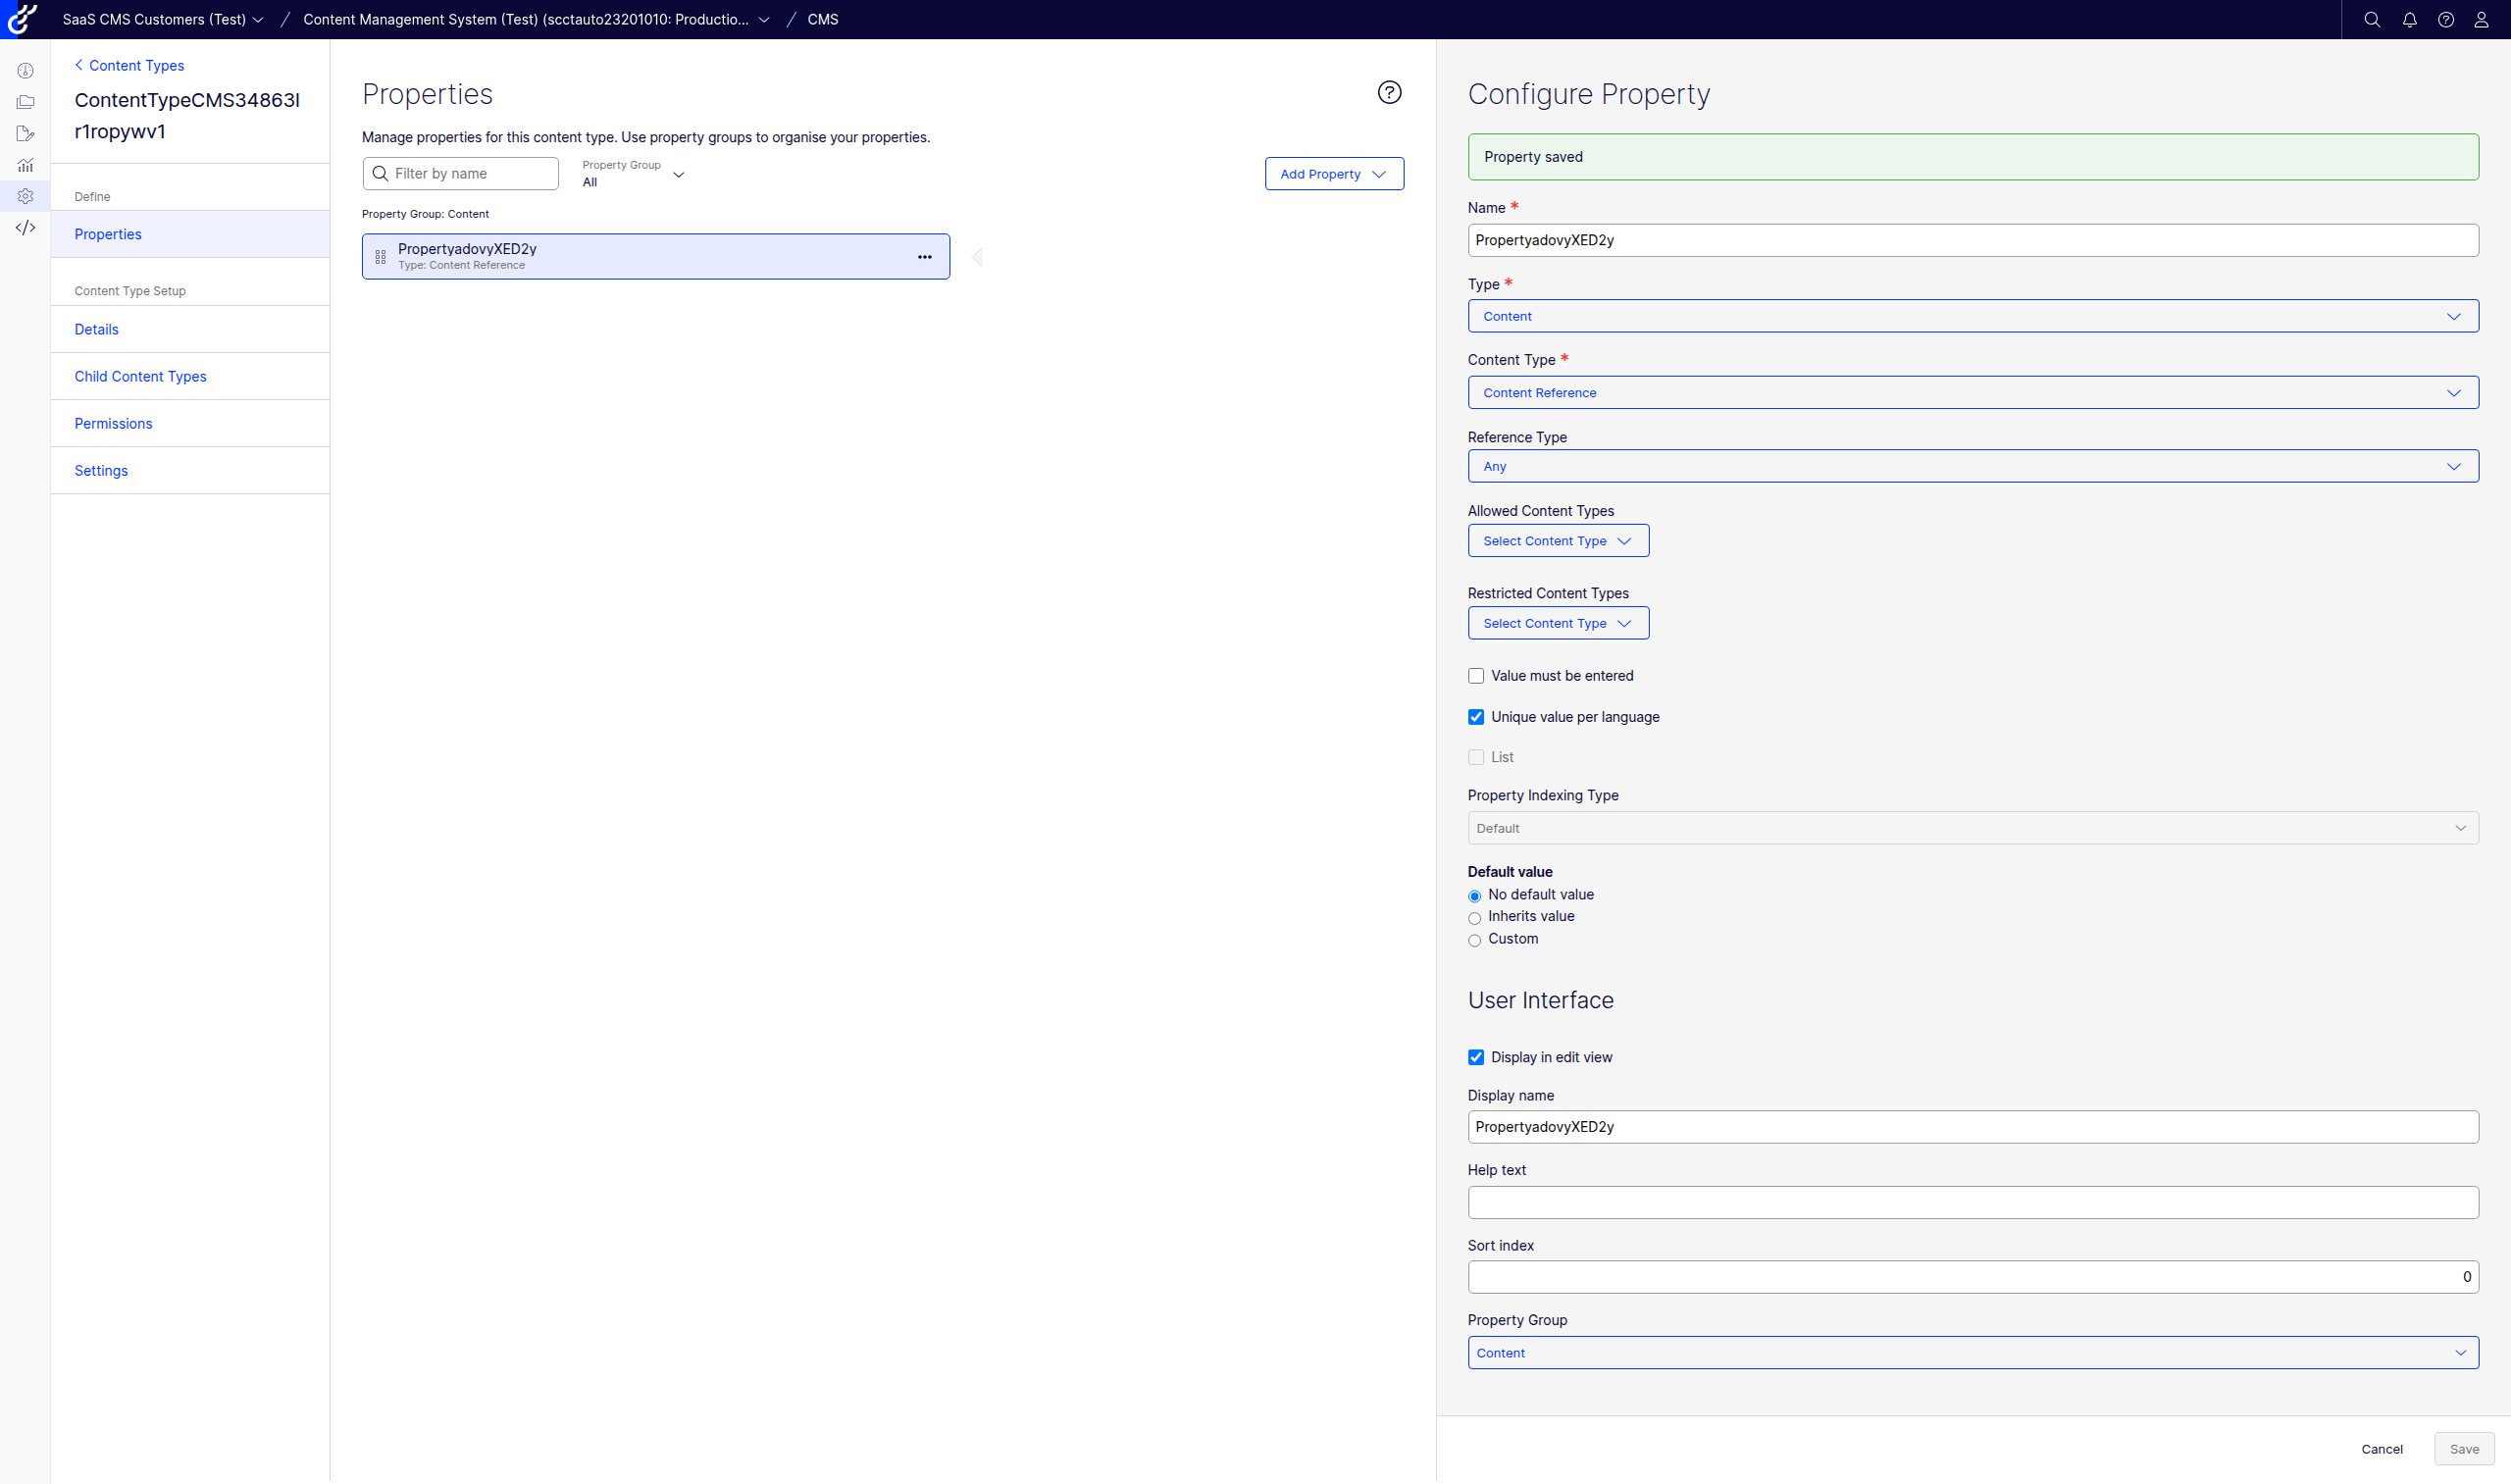 SaaS CMS Customers (Test) / Content Management System (Test) (scctauto23201010: Productio... / CMS
Content Types
ContentTypeCMS34863l
r1ropywv1
Define
Properties
Content Type Setup
Details
Child Content Types
Permissions
Settings
Properties
Manage properties for this content type. Use property groups to organise your properties.
Filter by name
Property Group
All
Add Property
Property Group: Content
PropertyadovyXED2y
Type: Content Reference
Configure Property
Property saved
Name *
PropertyadovyXED2y
Type *
Content
Content Type *
Content Reference
Reference Type
Any
Allowed Content Types
Select Content Type
Restricted Content Types
Select Content Type
Value must be entered
Unique value per language
List
Property Indexing Type
Default
Default value
No default value
Inherits value
Custom
User Interface
Display in edit view
Display name
PropertyadovyXED2y
Help text
Sort index
0
Property Group
Content
Cancel
Save